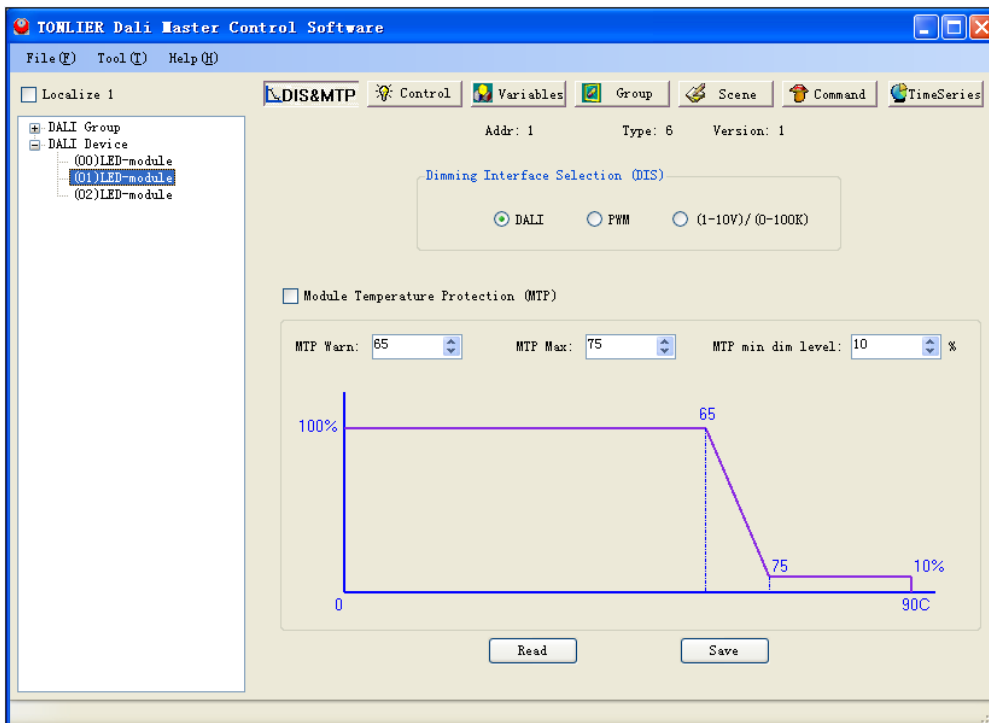 TONLIER Dali Master Control Software
File(F) Tool(T) Help(H)
Localize 1
DIS&MTP Control Variables Group Scene Command TimeSeries
DALI Group
DALI Device
(00)LED-module
(01)LED-module
(02)LED-module
Addr: 1 Type: 6 Version: 1
Dimming Interface Selection (DIS)
DALI PWM (1-10V)/(0-100K)
Module Temperature Protection (MTP)
MTP Warn: 65 MTP Max: 75 MTP min dim level: 10 %
65
100%
75 10%
0 90C
Read Save